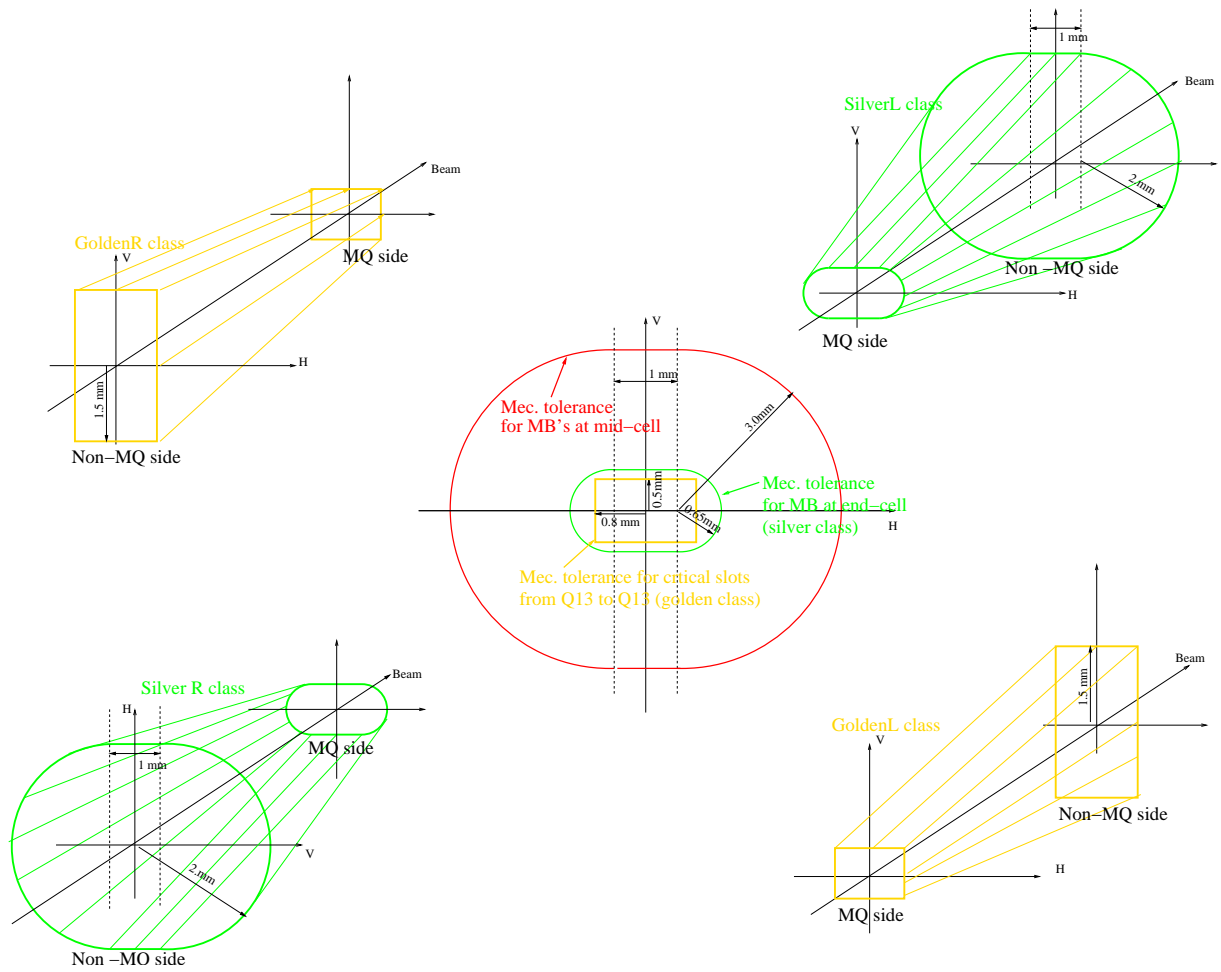 1 mm
SilverL class
Beam
V
2.mm
Non −MQ side
H
MQ side
Beam
GoldenR class
V
MQ side
H
1.5 mm
Non−MQ side
V
1 mm
Mec. tolerance
for MB's at mid−cell
3.0mm
0.5mm
Mec. tolerance
for MB at end−cell
(silver class)
0.8 mm
0.65mm
H
Mec. tolerance for crtical slots
from Q13 to Q13 (golden class)
Silver R class
Beam
H
MQ side
1 mm
V
2.mm
Non −MQ side
Beam
1.5 mm
GoldenL class
V
Non−MQ side
H
MQ side